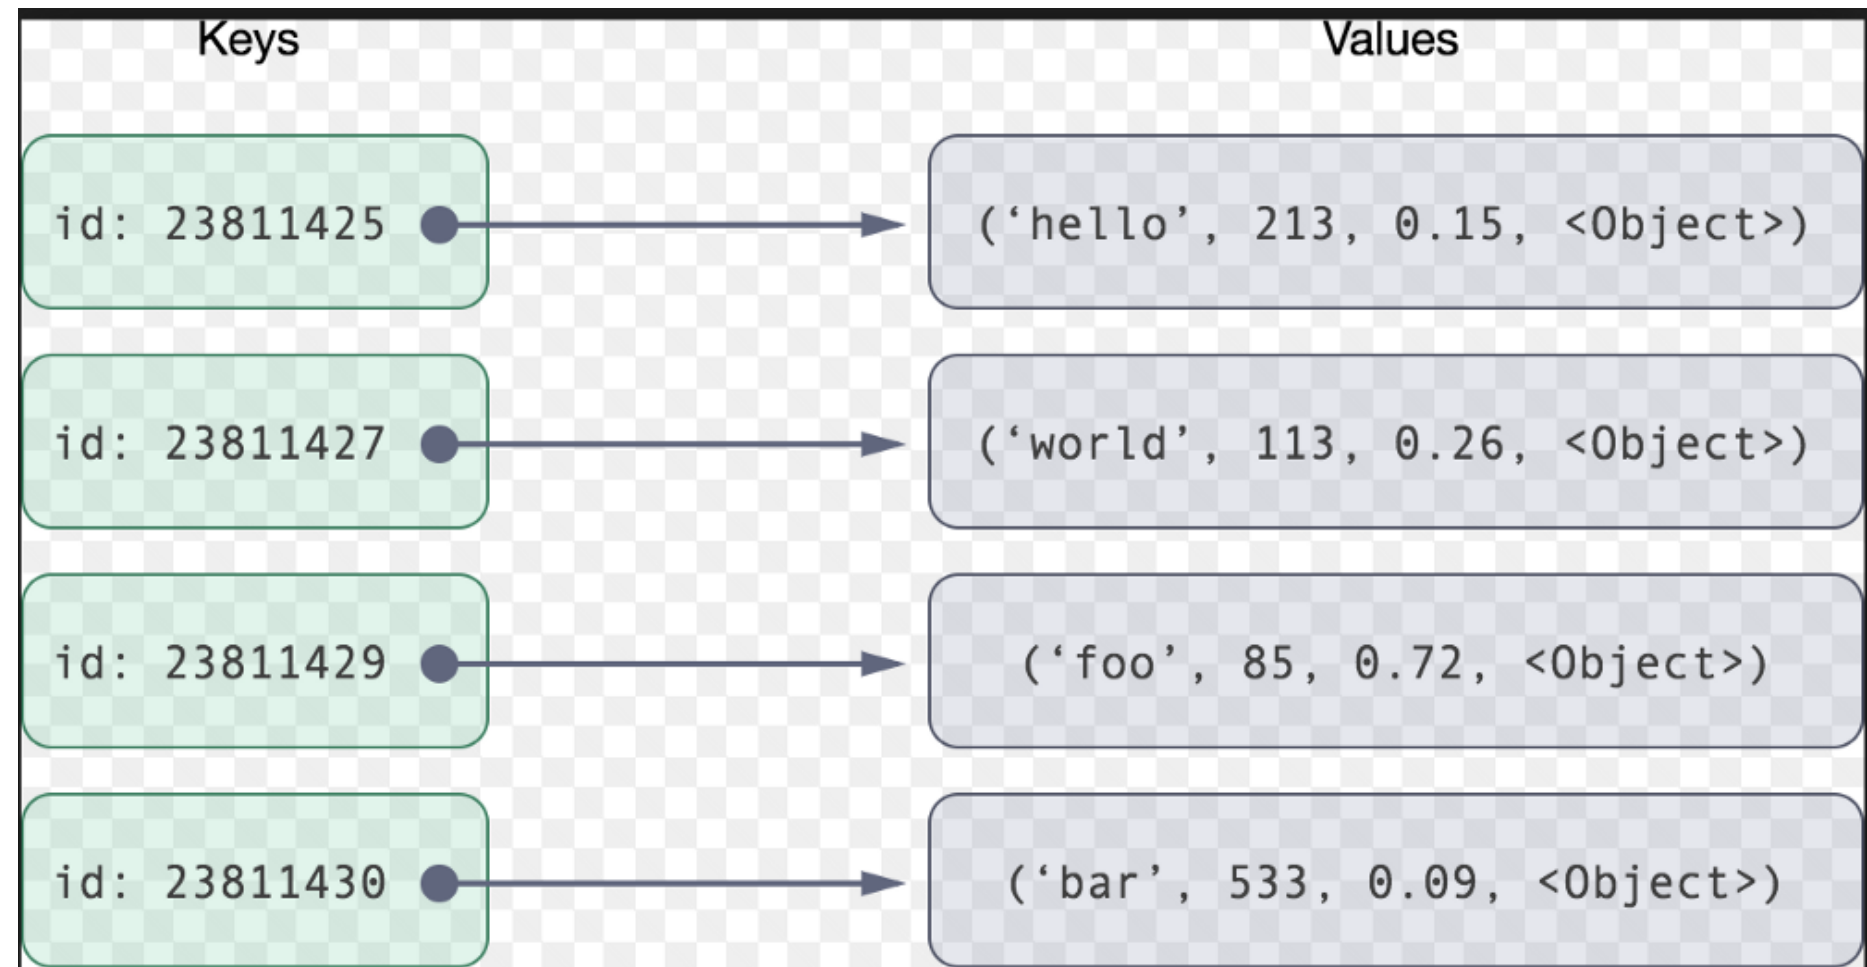 Keys Values
id: 23811425 (‘hello’, 213, 0.15, <Object>)
id: 23811427 (‘world’, 113, 0.26, <Object>)
id: 23811429 (‘foo’, 85, 0.72, <Object>)
id: 23811430 (‘bar’, 533, 0.09, <Object>)